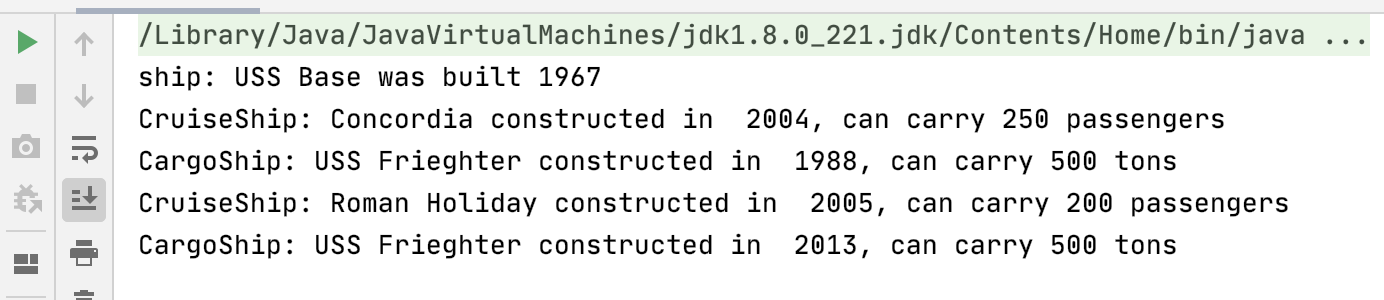 /Library/Java/JavaVirtualMachines/jdk1.8.0_221.jdk/Contents/Home/bin/java ...
ship: USS Base was built 1967
CruiseShip: Concordia constructed in  2004, can carry 250 passengers
CargoShip: USS Frieghter constructed in  1988, can carry 500 tons
CruiseShip: Roman Holiday constructed in  2005, can carry 200 passengers
CargoShip: USS Frieghter constructed in  2013, can carry 500 tons